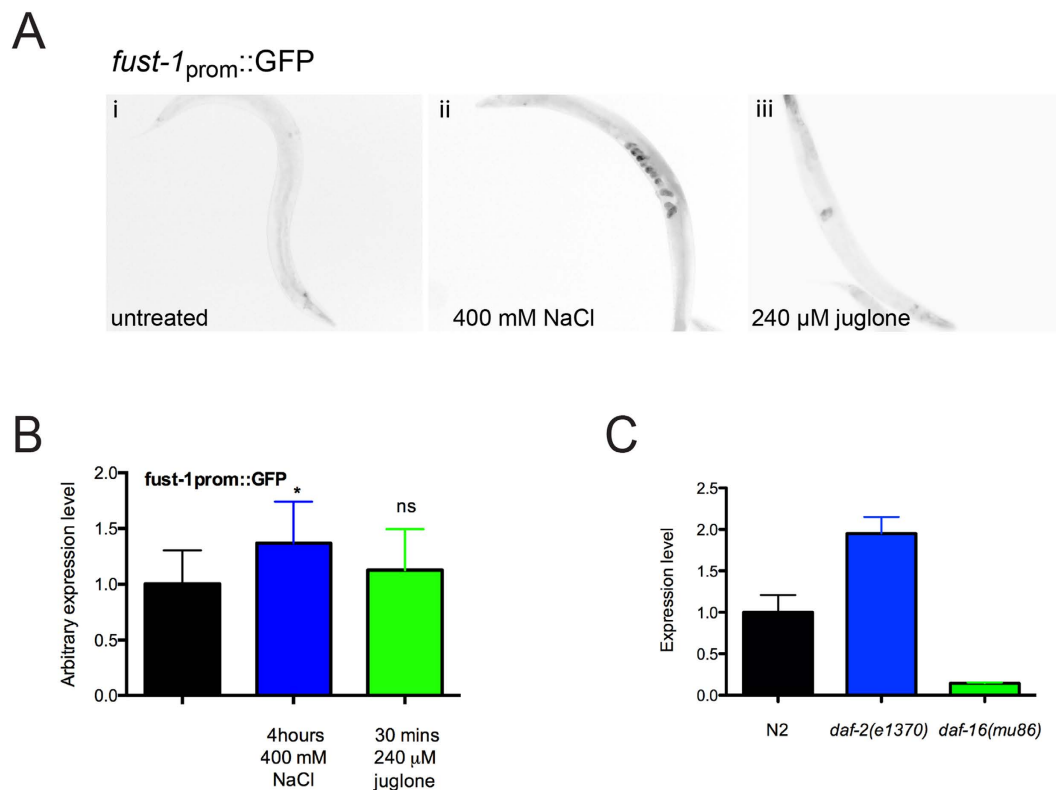 A
fust-1prom::GFP
i
ii
iii
untreated
400 mM NaCl
240 µM juglone
B
fust-1prom::GFP
*
ns
Arbitrary expression level
2.0
1.5
1.0
0.5
0.0
4hours
400 mM
NaCl
30 mins
240 µM
juglone
C
Expression level
2.5
2.0
1.5
1.0
0.5
0.0
N2
daf-2(e1370)
daf-16(mu86)